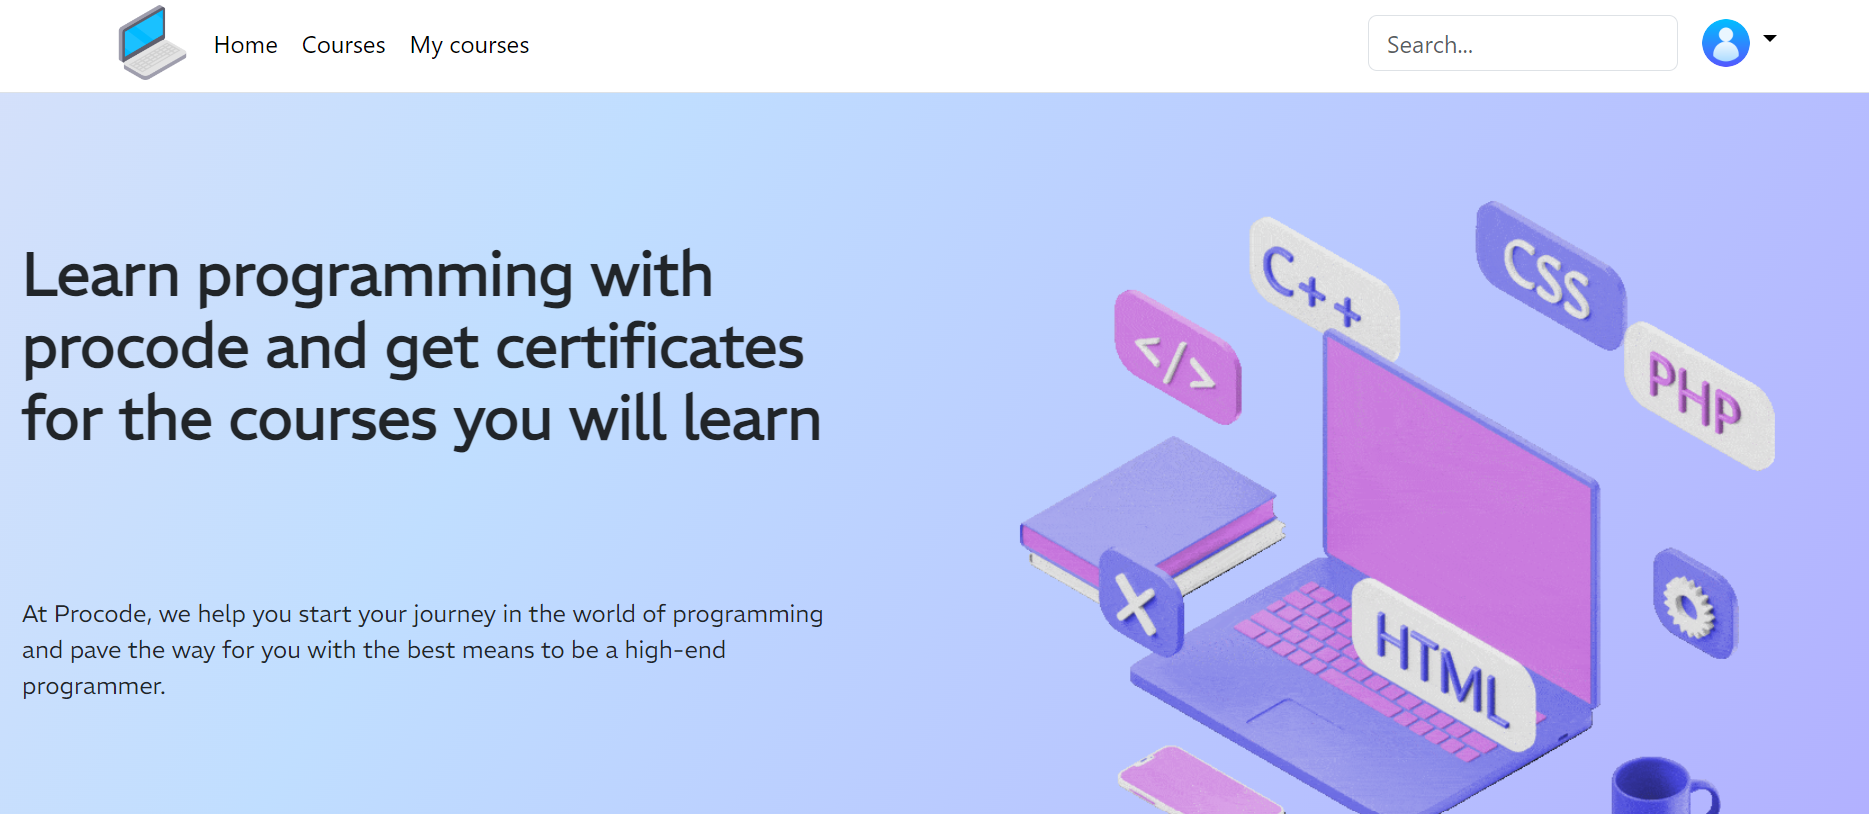 Home Courses My courses Search...
Learn programming with
procode and get certificates
for the courses you will learn
At Procode, we help you start your journey in the world of programming
and pave the way for you with the best means to be a high-end
programmer.
C++
CSS
</>
PHP
HTML